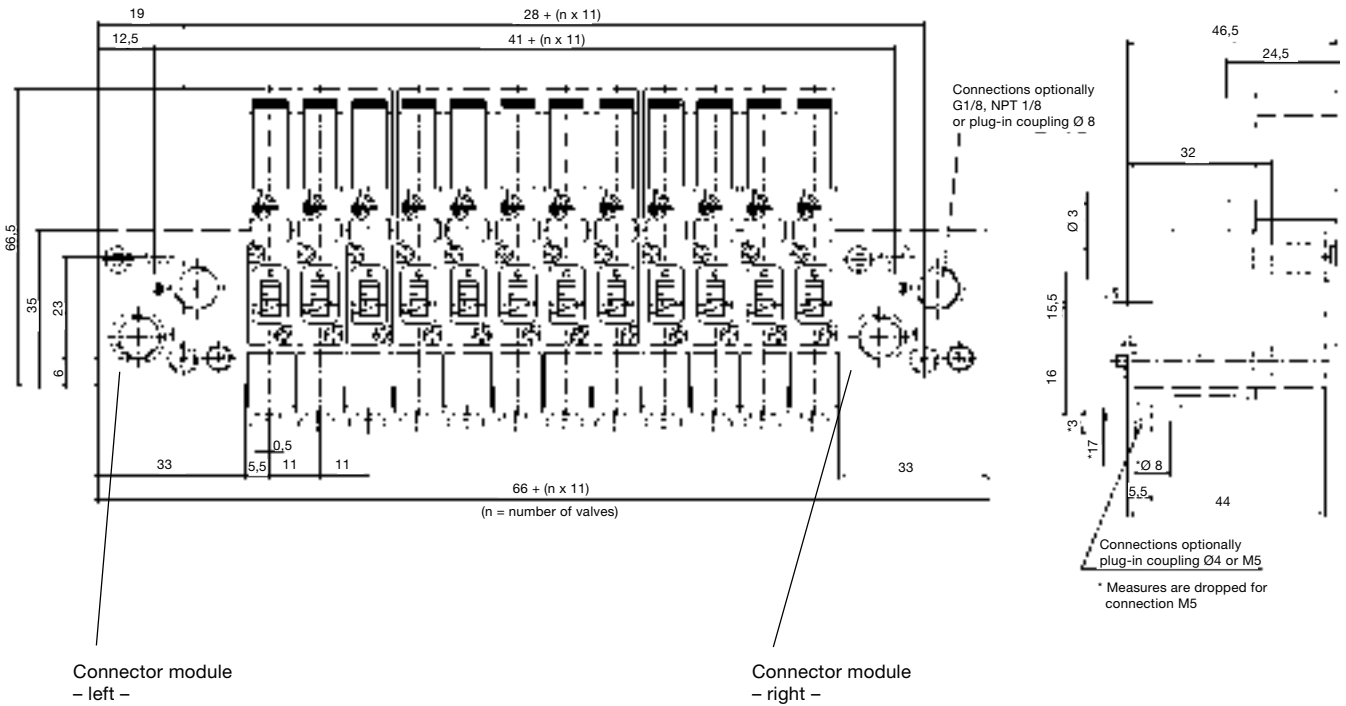 19
28 + (n x 11)
12,5
41 + (n x 11)
46,5
24,5
Connections optionally
G1/8, NPT 1/8
or plug-in coupling Ø 8
32
Ø 3
66,5
35
23
6
15,5
16
*3
*17
*Ø 8
5,5
44
0,5
33
5,5
11
11
33
66 + (n x 11)
(n = number of valves)
Connections optionally
plug-in coupling Ø4 or M5
* Measures are dropped for
connection M5
Connector module
– left –
Connector module
– right –